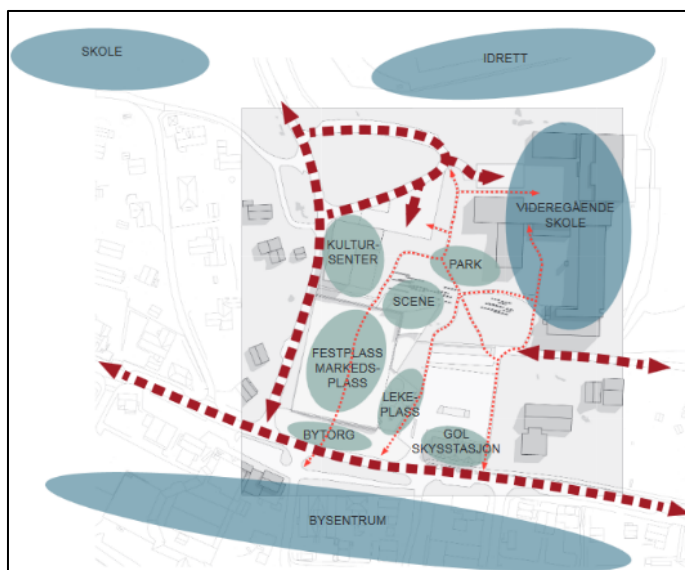 SKOLE
IDRETT
VIDEREGÅENDE
SKOLE
KULTUR-
SENTER
PARK
SCENE
FESTPLASS
MARKEDS-
PLASS
LEKE-
PLASS
BYTORG
GOL
SKYSSTASJON
BYSENTRUM